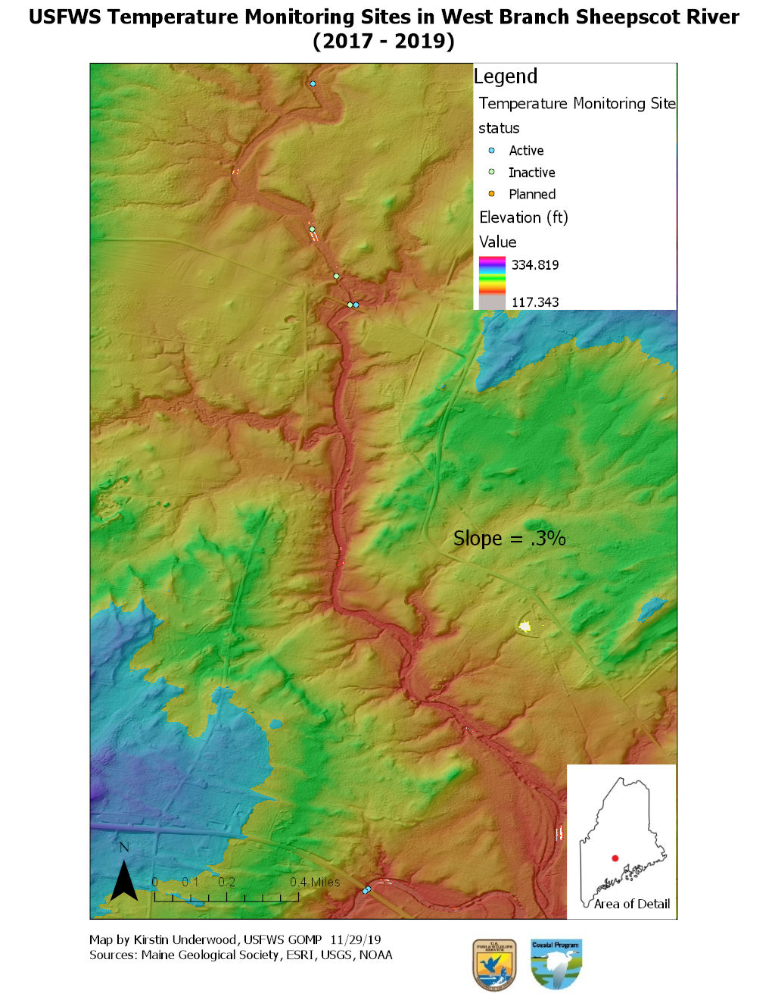 USFWS Temperature Monitoring Sites in West Branch Sheepscot River
(2017 - 2019)
Legend
Temperature Monitoring Site
status
Active
Inactive
Planned
Elevation (ft)
Value
334.819
117.343
Slope = .3%
N
0 0.1 0.2 0.4 Miles
Area of Detail
Map by Kirstin Underwood, USFWS GOMP 11/29/19
Sources: Maine Geological Society, ESRI, USGS, NOAA
U.S.
FISH & WILDLIFE
SERVICE
Coastal Program